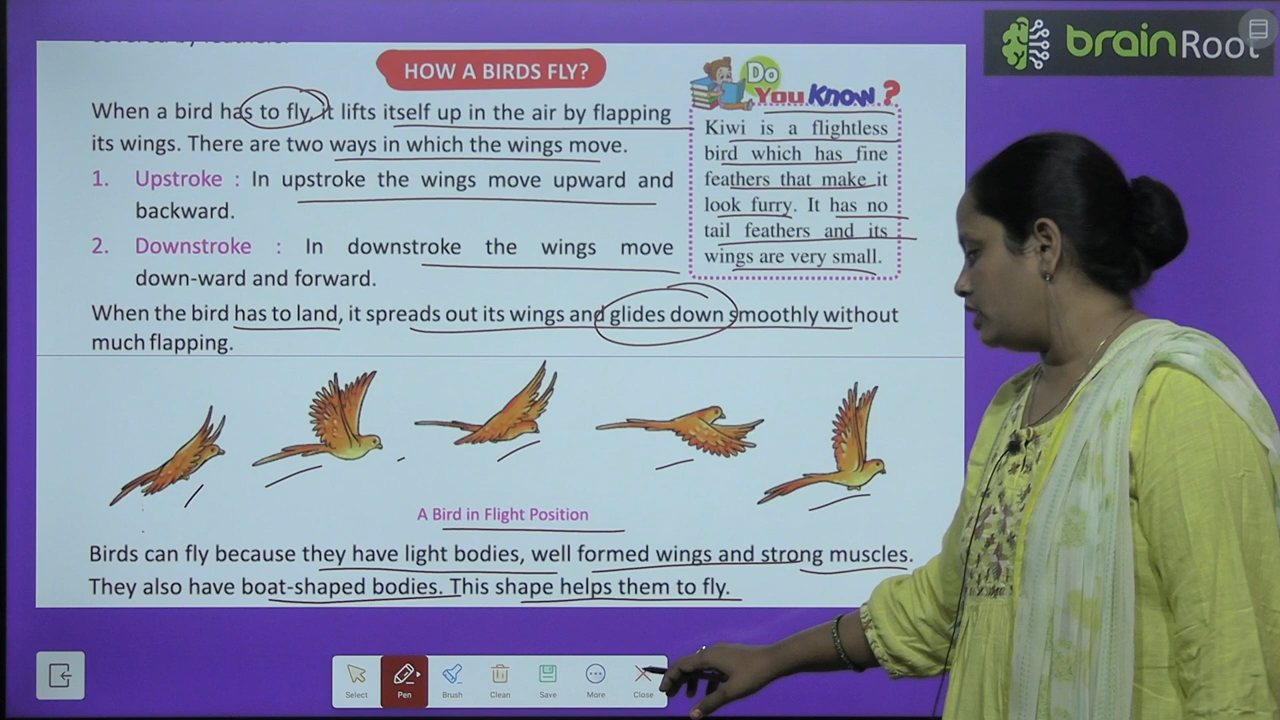 brainRoot
HOW A BIRDS FLY?
When a bird has to fly, it lifts itself up in the air by flapping
its wings. There are two ways in which the wings move.
1. Upstroke : In upstroke the wings move upward and
backward.
2. Downstroke : In downstroke the wings move
down-ward and forward.
When the bird has to land, it spreads out its wings and glides down smoothly without
much flapping.
Do
You Know ?
Kiwi is a flightless
bird which has fine
feathers that make it
look furry. It has no
tail feathers and its
wings are very small.
A Bird in Flight Position
Birds can fly because they have light bodies, well formed wings and strong muscles.
They also have boat-shaped bodies. This shape helps them to fly.
Select Pen Brush Clean Save More Close